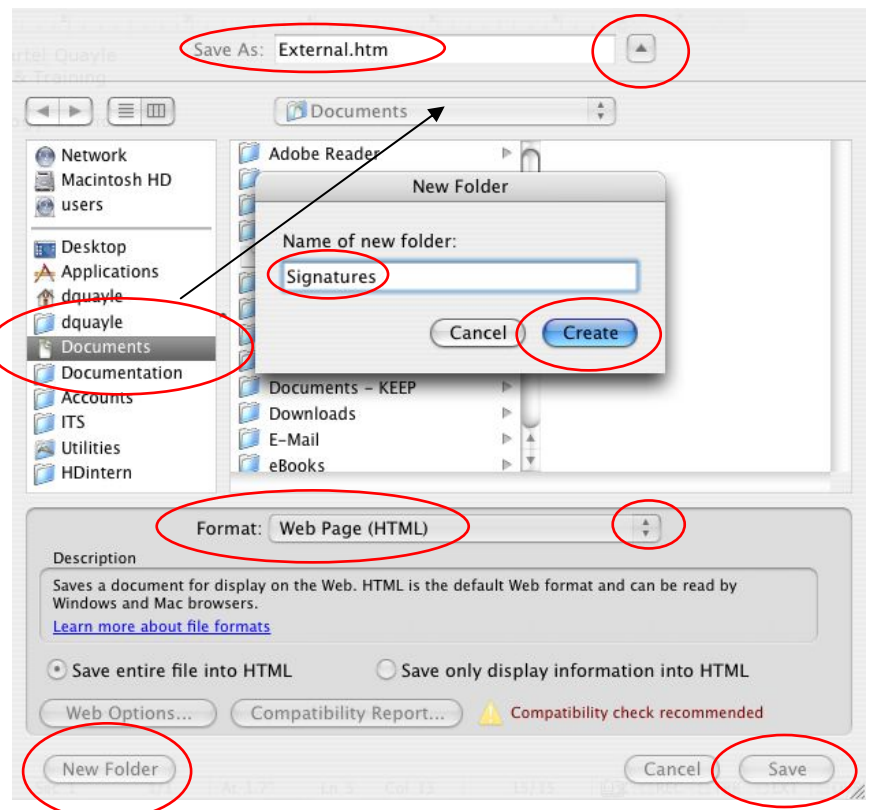 Save As: External.htm
Documents
Network
Macintosh HD
users
Desktop
Applications
dquayle
dquayle
Documents
Documentation
Accounts
ITS
Utilities
HDintern
Adobe Reader
Documents – KEEP
Downloads
E-Mail
eBooks
New Folder
Name of new folder:
Signatures
Cancel
Create
Format: Web Page (HTML)
Description
Saves a document for display on the Web. HTML is the default Web format and can be read by
Windows and Mac browsers.
Learn more about file formats
Save entire file into HTML
Save only display information into HTML
Web Options...
Compatibility Report...
Compatibility check recommended
New Folder
Cancel
Save